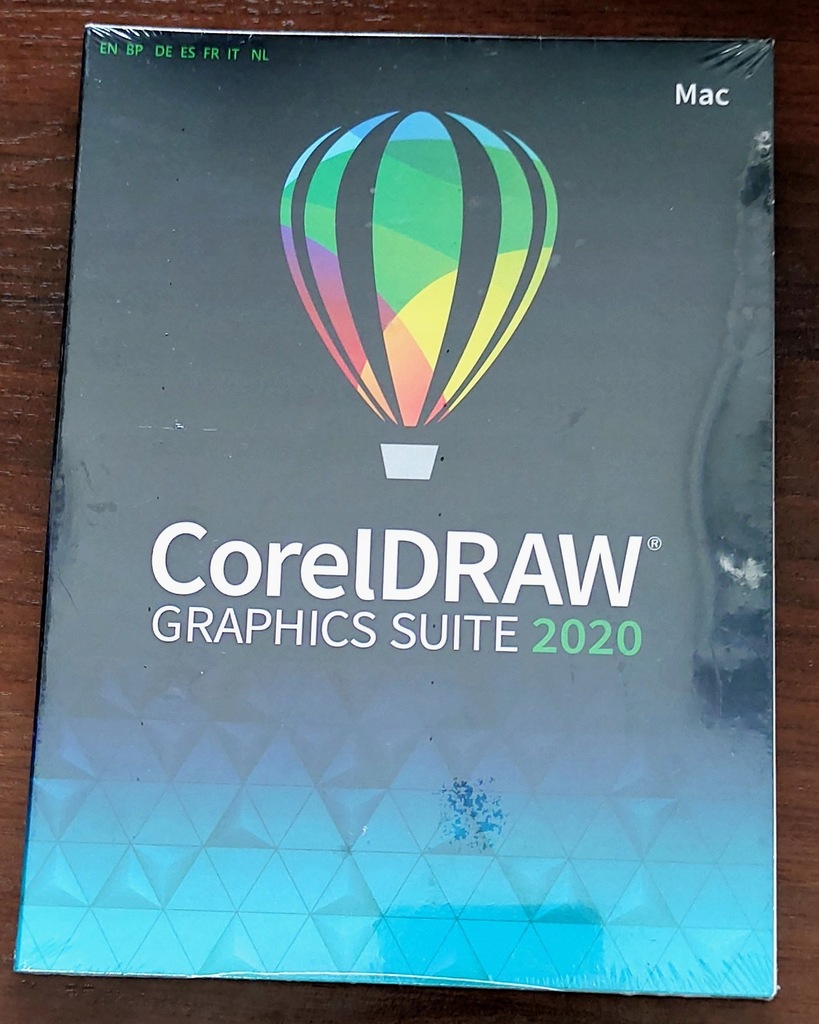 EN BP DE ES FR IT NL
Mac
CorelDRAW®
GRAPHICS SUITE 2020